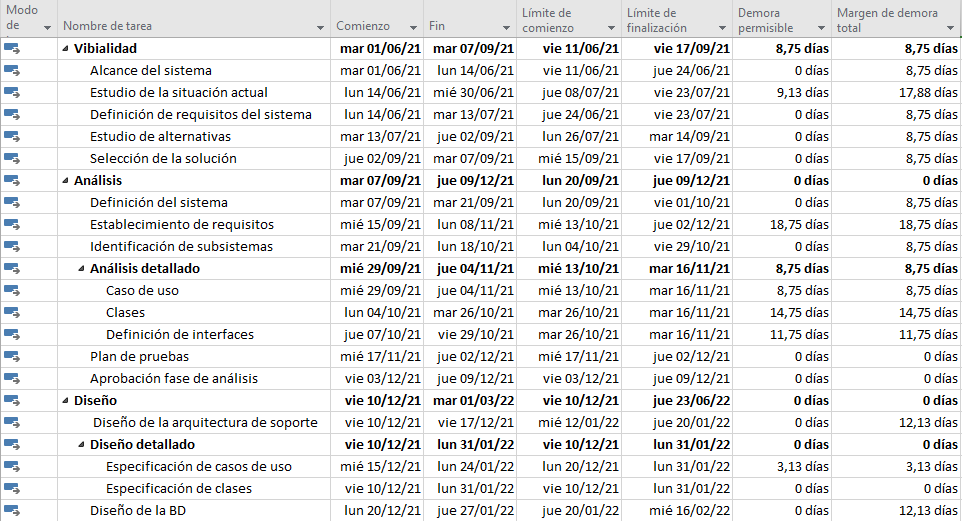 Modo de Nombre de tarea Comienzo Fin Límite de comienzo Límite de finalización Demora permisible Margen de demora total
Vibialidad mar 01/06/21 mar 07/09/21 vie 11/06/21 vie 17/09/21 8,75 días 8,75 días
Alcance del sistema mar 01/06/21 lun 14/06/21 vie 11/06/21 jue 24/06/21 0 días 8,75 días
Estudio de la situación actual lun 14/06/21 mié 30/06/21 jue 08/07/21 vie 23/07/21 9,13 días 17,88 días
Definición de requisitos del sistema lun 14/06/21 mar 13/07/21 jue 24/06/21 vie 23/07/21 0 días 8,75 días
Estudio de alternativas mar 13/07/21 jue 02/09/21 lun 26/07/21 mar 14/09/21 0 días 8,75 días
Selección de la solución jue 02/09/21 mar 07/09/21 mié 15/09/21 vie 17/09/21 0 días 8,75 días
Análisis mar 07/09/21 jue 09/12/21 lun 20/09/21 jue 09/12/21 0 días 0 días
Definición del sistema mar 07/09/21 mar 21/09/21 lun 20/09/21 vie 01/10/21 0 días 8,75 días
Establecimiento de requisitos mié 15/09/21 lun 08/11/21 mié 13/10/21 jue 02/12/21 18,75 días 18,75 días
Identificación de subsistemas mar 21/09/21 lun 18/10/21 lun 04/10/21 vie 29/10/21 0 días 8,75 días
Análisis detallado mié 29/09/21 jue 04/11/21 mié 13/10/21 mar 16/11/21 8,75 días 8,75 días
Caso de uso mié 29/09/21 jue 04/11/21 mié 13/10/21 mar 16/11/21 8,75 días 8,75 días
Clases lun 04/10/21 mar 26/10/21 mar 26/10/21 mar 16/11/21 14,75 días 14,75 días
Definición de interfaces jue 07/10/21 vie 29/10/21 mar 26/10/21 mar 16/11/21 11,75 días 11,75 días
Plan de pruebas mié 17/11/21 jue 02/12/21 mié 17/11/21 jue 02/12/21 0 días 0 días
Aprobación fase de análisis vie 03/12/21 jue 09/12/21 vie 03/12/21 jue 09/12/21 0 días 0 días
Diseño vie 10/12/21 mar 01/03/22 vie 10/12/21 jue 23/06/22 0 días 0 días
Diseño de la arquitectura de soporte vie 10/12/21 vie 17/12/21 mié 12/01/22 jue 20/01/22 0 días 12,13 días
Diseño detallado vie 10/12/21 lun 31/01/22 vie 10/12/21 lun 31/01/22 0 días 0 días
Especificación de casos de uso mié 15/12/21 lun 24/01/22 lun 20/12/21 lun 31/01/22 3,13 días 3,13 días
Especificación de clases vie 10/12/21 lun 31/01/22 vie 10/12/21 lun 31/01/22 0 días 0 días
Diseño de la BD lun 20/12/21 jue 27/01/22 jue 20/01/22 mié 16/02/22 0 días 12,13 días